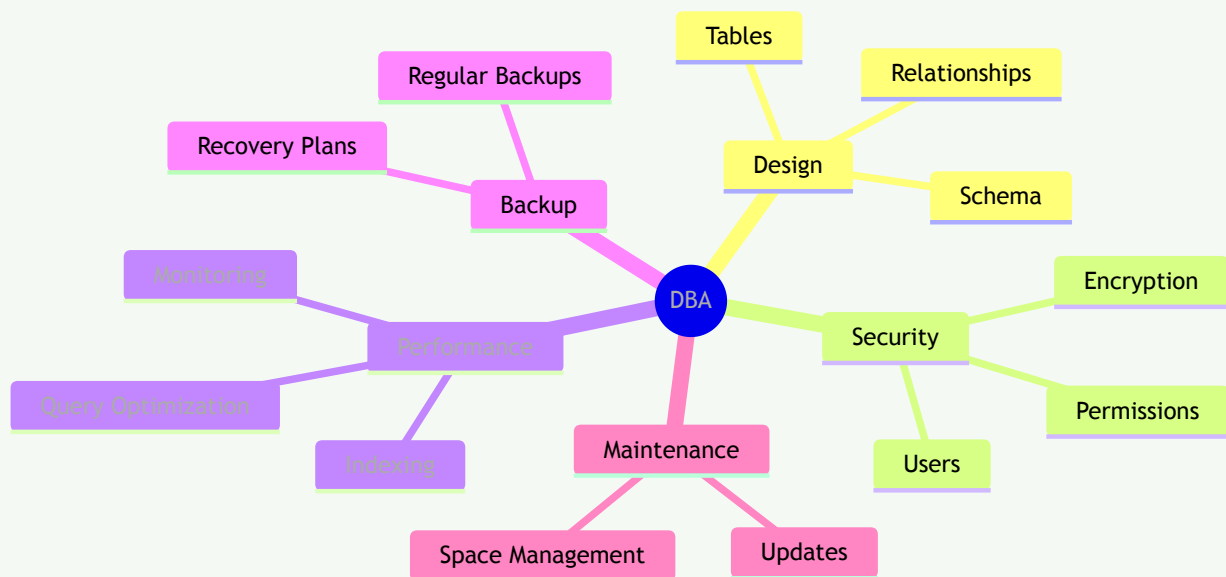 Tables
Relationships
Regular Backups
Recovery Plans
Design
Schema
Backup
Monitoring
DBA
Encryption
Performance
Security
Query Optimization
Permissions
Maintenance
Indexing
Users
Space Management
Updates